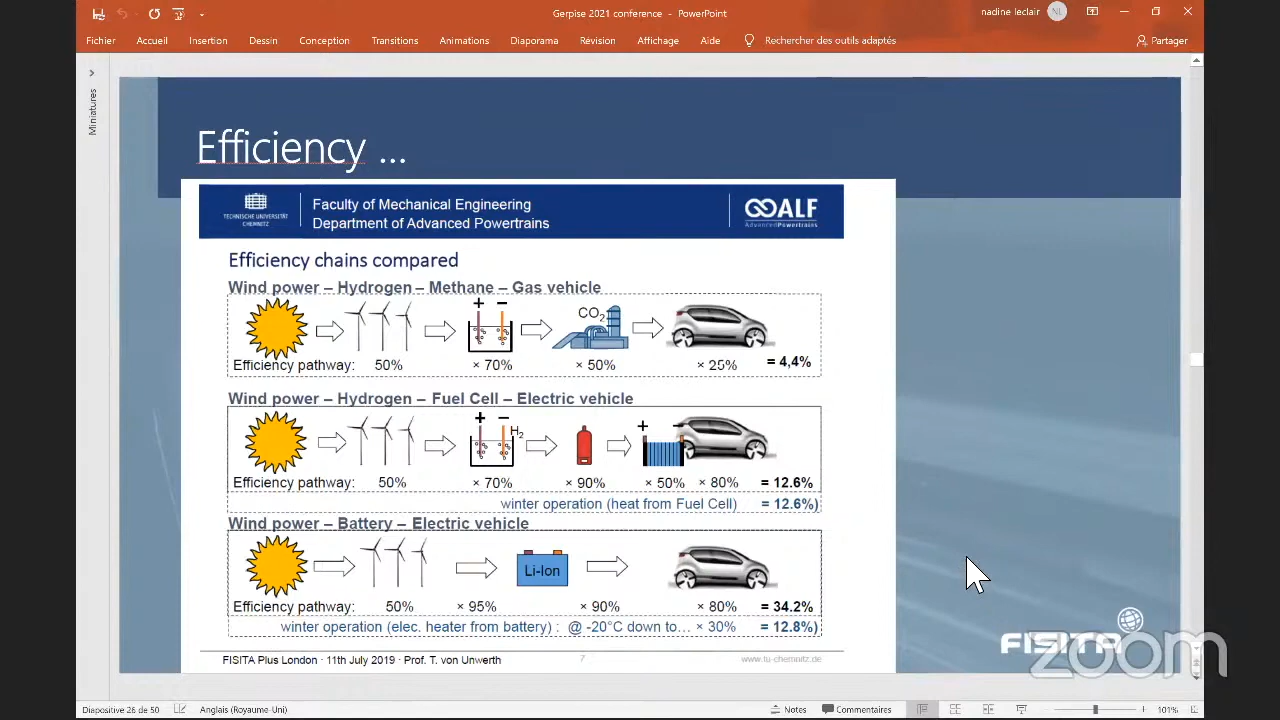 Gerpise 2021 conference - PowerPoint
nadine leclair NL
Fichier Accueil Insertion Dessin Conception Transitions Animations Diaporama Révision Affichage Aide Rechercher des outils adaptés Partager
Miniatures
Efficiency ...
TECHNISCHE UNIVERSITÄT
CHEMNITZ
Faculty of Mechanical Engineering
Department of Advanced Powertrains
ALF
AdvancedPowertrains
Efficiency chains compared
Wind power – Hydrogen – Methane – Gas vehicle
+ −
CO2
Efficiency pathway: 50% × 70% × 50% × 25% = 4,4%
Wind power – Hydrogen – Fuel Cell – Electric vehicle
+ − H2 + −
Efficiency pathway: 50% × 70% × 90% × 50% × 80% = 12.6%
winter operation (heat from Fuel Cell) = 12.6%)
Wind power – Battery – Electric vehicle
Li-Ion
Efficiency pathway: 50% × 95% × 90% × 80% = 34.2%
winter operation (elec. heater from battery) : @ -20°C down to... × 30% = 12.8%)
FISITA Plus London · 11th July 2019 · Prof. T. von Unwerth 7 www.tu-chemnitz.de
FISITA
zoom
Diapositive 26 de 50 Anglais (Royaume-Uni) Notes Commentaires 101%